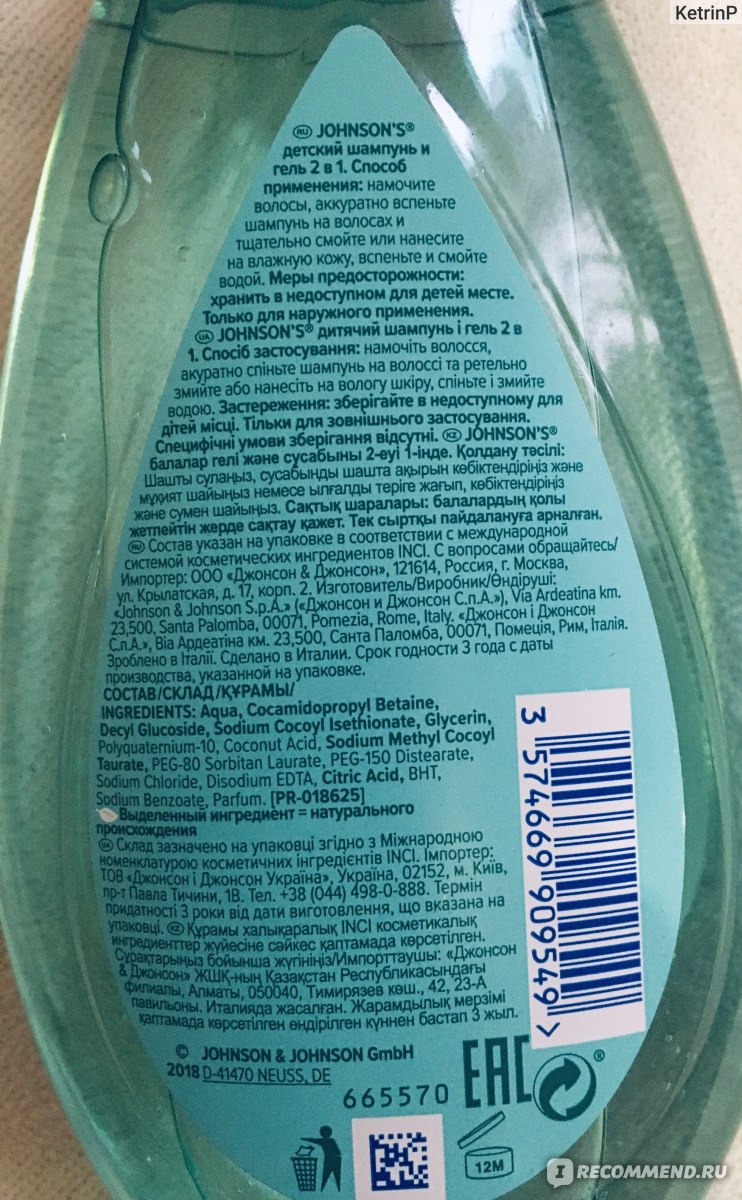 KetrinP
RU JOHNSON'S®
детский шампунь и
гель 2 в 1. Способ
применения: намочите
волосы, аккуратно вспеньте
шампунь на волосах и
тщательно смойте или нанесите
на влажную кожу, вспеньте и смойте
водой. Меры предосторожности:
хранить в недоступном для детей месте.
Только для наружного применения.
UA JOHNSON'S® дитячий шампунь і гель 2 в
1. Спосіб застосування: намочіть волосся,
акуратно спіньте шампунь на волоссі та ретельно
змийте або нанесіть на вологу шкіру, спіньте і змийте
водою. Застереження: зберігайте в недоступному для
дітей місці. Тільки для зовнішнього застосування.
Специфічні умови зберігання відсутні. KZ JOHNSON'S®
балалар гелі және сусабыны 2-еуі 1-інде. Қолдану тәсілі:
Шашты сулаңыз, сусабынды шашта ақырын көбіктендіріңіз және
мұқият шайыңыз немесе ылғалды теріге жағып, көбіктендіріңіз
және сумен шайыңыз. Сақтық шаралары: балалардың қолы
жетпейтін жерде сақтау қажет. Тек сыртқы пайдалануға арналған.
RU Состав указан на упаковке в соответствии с международной
системой косметических ингредиентов INCI. С вопросами обращайтесь/
Импортер: ООО «Джонсон & Джонсон», 121614, Россия, г. Москва,
ул. Крылатская, д. 17, корп. 2. Изготовитель/Виробник/Өндіруші:
«Johnson & Johnson S.p.A.» («Джонсон и Джонсон С.п.А.»), Via Ardeatina km.
23,500, Santa Palomba, 00071, Pomezia, Rome, Italy. «Джонсон і Джонсон
С.п.А.», Віа Ардеатіна км. 23,500, Санта Паломба, 00071, Помеція, Рим, Італія.
Зроблено в Італії. Сделано в Италии. Срок годности 3 года с даты
производства, указанной на упаковке.
СОСТАВ/СКЛАД/ҚҰРАМЫ/
INGREDIENTS: Aqua, Cocamidopropyl Betaine,
Decyl Glucoside, Sodium Cocoyl Isethionate, Glycerin,
Polyquaternium-10, Coconut Acid, Sodium Methyl Cocoyl
Taurate, PEG-80 Sorbitan Laurate, PEG-150 Distearate,
Sodium Chloride, Disodium EDTA, Citric Acid, BHT,
Sodium Benzoate, Parfum. [PR-018625]
Выделенный ингредиент = натурального
происхождения
UA Склад зазначено на упаковці згідно з Міжнародною
номенклатурою косметичних інгредієнтів INCI. Імпортер:
ТОВ «Джонсон і Джонсон Україна», Україна, 02152, м. Київ,
пр-т Павла Тичини, 1В. Тел. +38 (044) 498-0-888. Термін
придатності 3 роки від дати виготовлення, що вказана на
упаковці. KZ Құрамы халықаралық INCI косметикалық
ингредиенттер жүйесіне сәйкес қаптамада көрсетілген.
Сұрақтарыңыз бойынша жүгініңіз/Импорттаушы: «Джонсон
& Джонсон» ЖШҚ-ның Қазақстан Республикасындағы
филиалы, Алматы, 050040, Тимирязев көш., 42, 23-А
павильоны. Италияда жасалған. Жарамдылық мерзімі
қаптамада көрсетілген өндірілген күннен бастап 3 жыл.
3 574669 909549 >
© JOHNSON & JOHNSON GmbH
2018 D-41470 NEUSS, DE
665570
EAC
®
12M
IRECOMMEND.RU